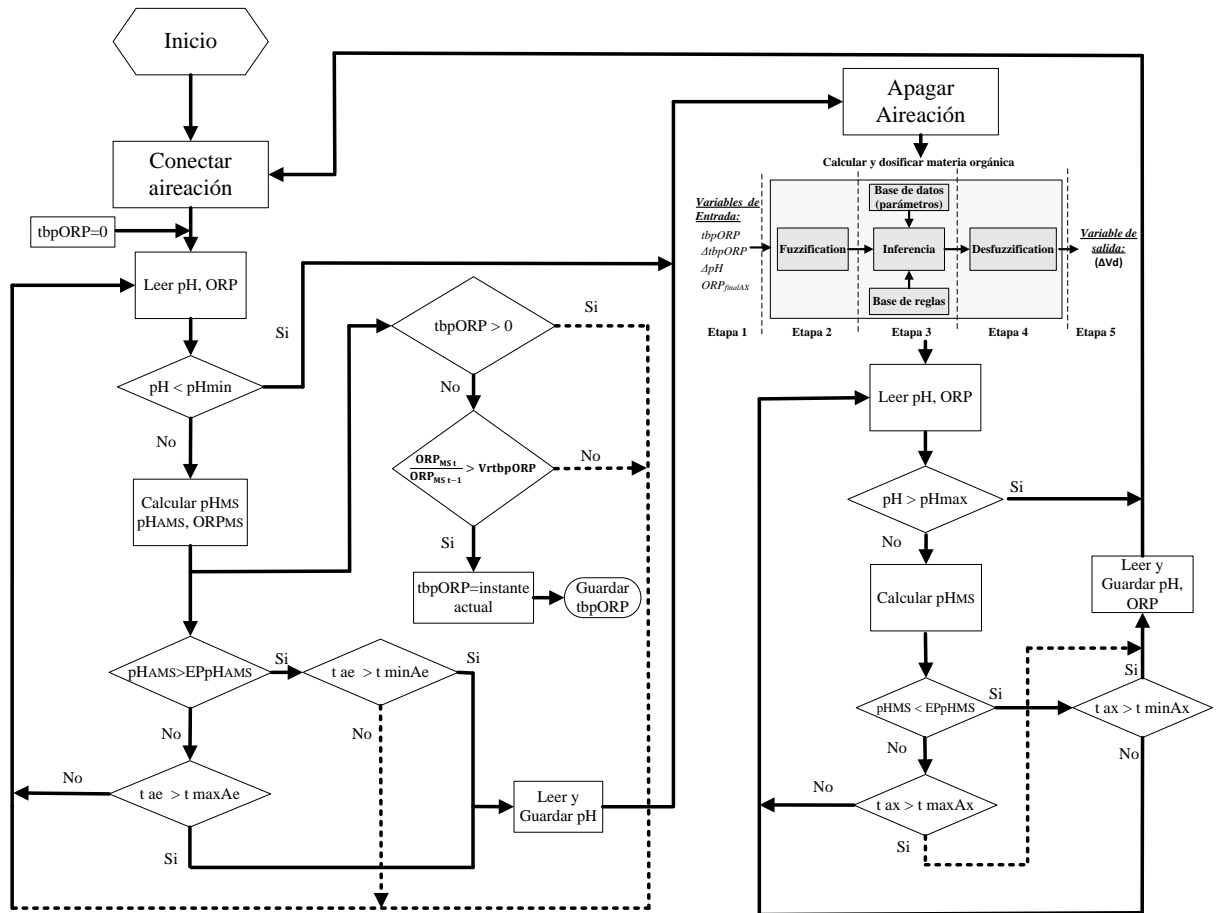 Inicio
Conectar
aireación
tbpORP=0
Leer pH, ORP
Si
pH < pHmin
No
Calcular pHMS
pHAMS, ORPMS
tbpORP > 0
Si
No
ORP MS t
ORP MS t−1
> VrtbpORP
No
Si
tbpORP=instante
actual
Guardar
tbpORP
pHAMS>EPpHAMS
Si
t ae > t minAe
Si
No
No
t ae > t maxAe
No
Si
Leer y
Guardar pH
Apagar
Aireación
Calcular y dosificar materia orgánica
Variables de
Entrada:
tbpORP
ΔtbpORP
ΔpH
ORPfinalAX
Fuzzification
Base de datos
(parámetros)
Inferencia
Base de reglas
Desfuzzification
Variable de
salida:
(ΔVd)
Etapa 1
Etapa 2
Etapa 3
Etapa 4
Etapa 5
Leer pH, ORP
pH > pHmax
Si
No
Calcular pHMS
Leer y
Guardar pH,
ORP
Si
pHMS < EPpHMS
Si
t ax > t minAx
No
No
t ax > t maxAx
No
Si